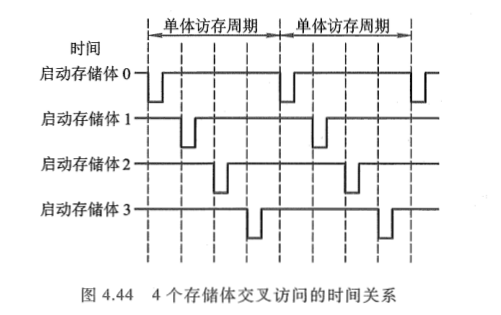 单体访存周期 单体访存周期
时间
启动存储体 0
启动存储体 1
启动存储体 2
启动存储体 3
图 4.44 4 个存储体交叉访问的时间关系